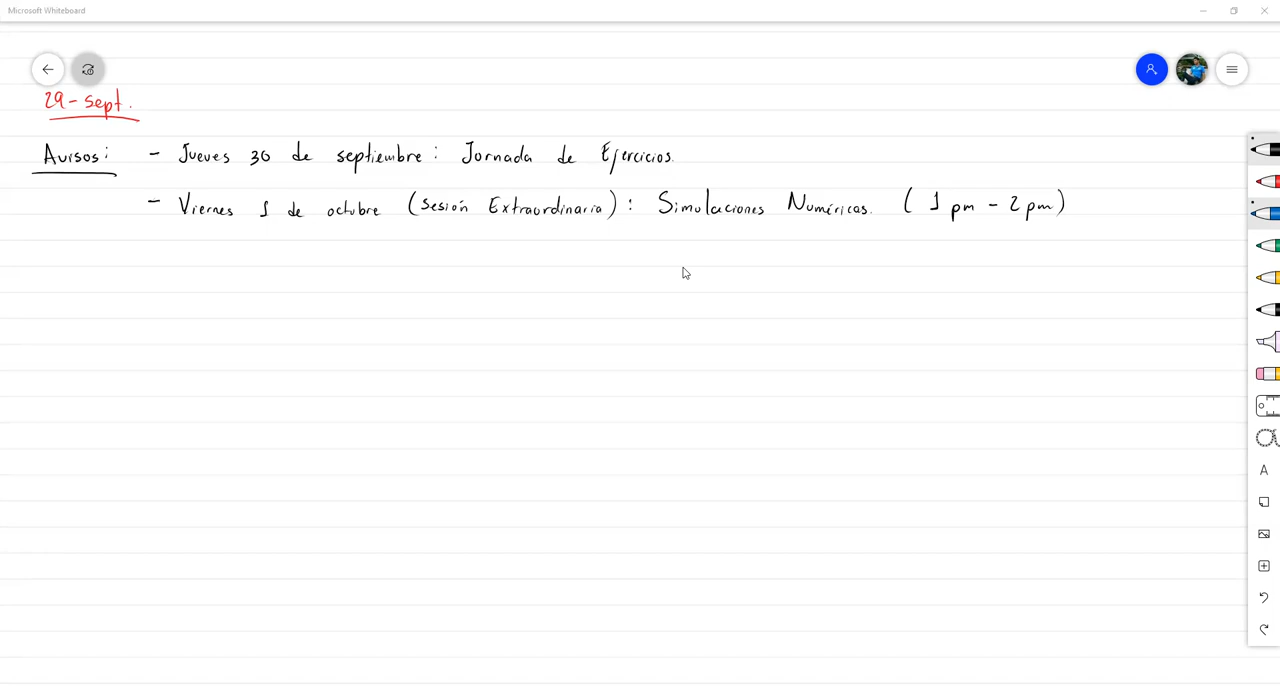 Microsoft Whiteboard
29-sept.
Avisos: - Jueves 30 de septiembre: Jornada de Ejercicios.
- Viernes 1 de octubre (Sesión Extraordinaria): Simulaciones Numéricas. (1 pm - 2 pm)
A